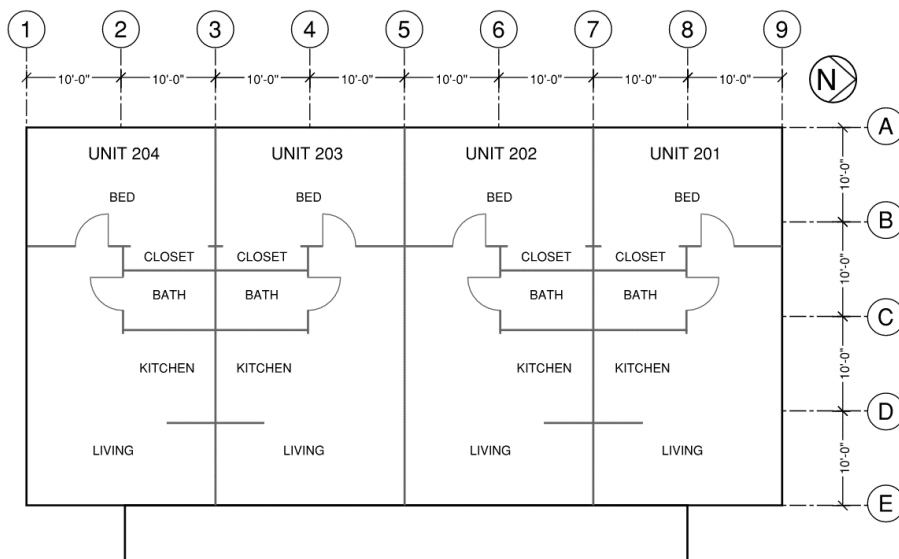 1 2 3 4 5 6 7 8 9
10'-0" 10'-0" 10'-0" 10'-0" 10'-0" 10'-0" 10'-0" 10'-0"
N
A
UNIT 204 UNIT 203 UNIT 202 UNIT 201
10'-0"
BED BED BED BED
B
CLOSET CLOSET CLOSET CLOSET
10'-0"
BATH BATH BATH BATH
C
KITCHEN KITCHEN KITCHEN KITCHEN
10'-0"
D
LIVING LIVING LIVING LIVING
10'-0"
E